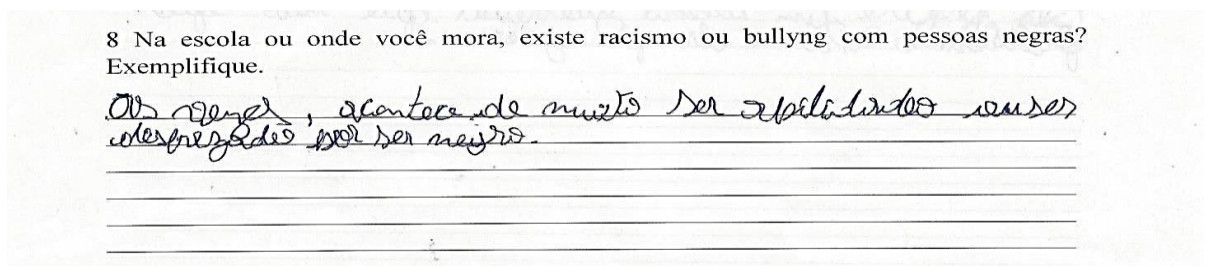 8 Na escola ou onde você mora, existe racismo ou bullyng com pessoas negras?
Exemplifique.
As vezes, acontece de muito ser apilidados ou ser
desprezados por ser negro.